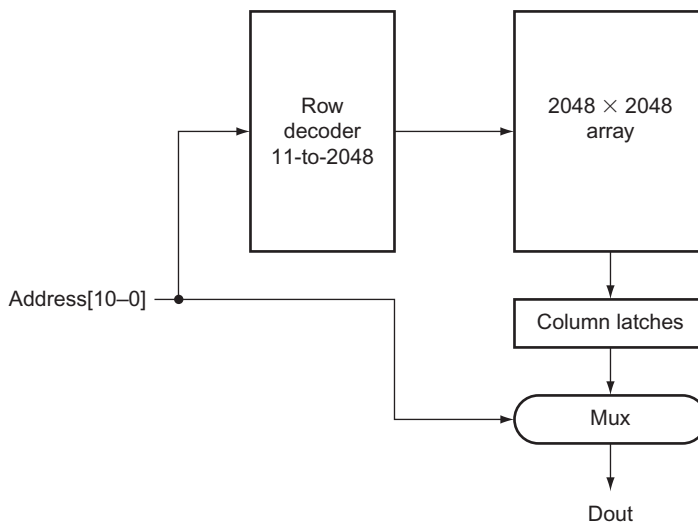 Row
decoder
11-to-2048
2048 × 2048
array
Address[10–0]
Column latches
Mux
Dout